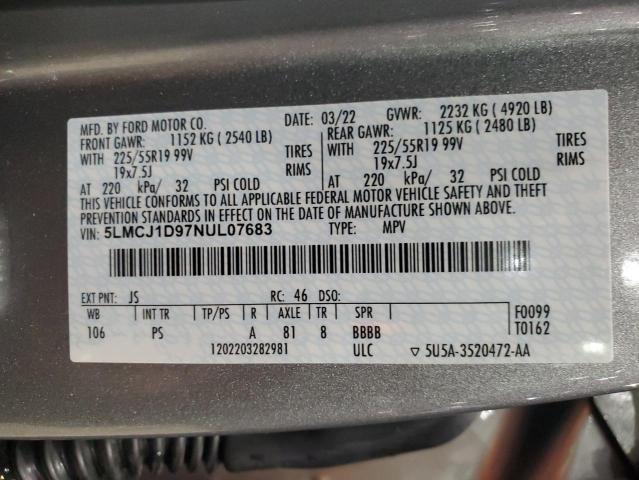 MFD. BY FORD MOTOR CO. DATE: 03/22 GVWR: 2232 KG (4920 LB)
FRONT GAWR: 1152 KG (2540 LB) REAR GAWR: 1125 KG (2480 LB)
WITH 225/55R19 99V TIRES WITH 225/55R19 99V TIRES
19x7.5J RIMS 19x7.5J RIMS
AT 220 kPa/ 32 PSI COLD AT 220 kPa/ 32 PSI COLD
THIS VEHICLE CONFORMS TO ALL APPLICABLE FEDERAL MOTOR VEHICLE SAFETY AND THEFT
PREVENTION STANDARDS IN EFFECT ON THE DATE OF MANUFACTURE SHOWN ABOVE.
VIN: 5LMCJ1D97NUL07683 TYPE: MPV
EXT PNT: JS RC: 46 DSO:
WB INT TR TP/PS R AXLE TR SPR F0099
106 PS A 81 8 BBBB T0162
1202203282981 ULC ▽ 5U5A-3520472-AA